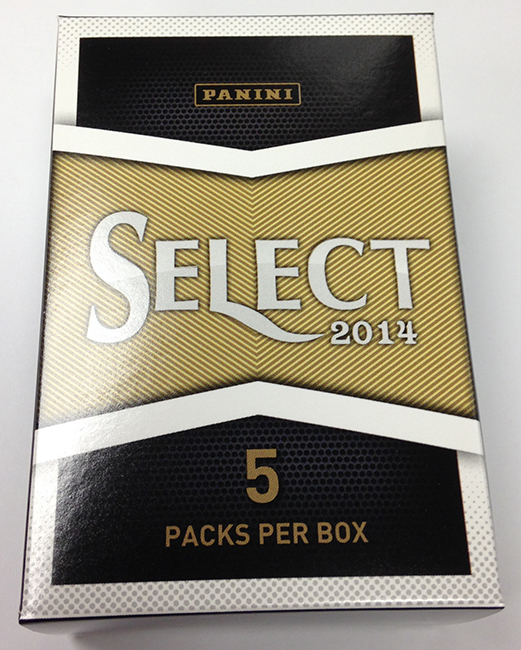 PANINI
SELECT
2014
5
PACKS PER BOX